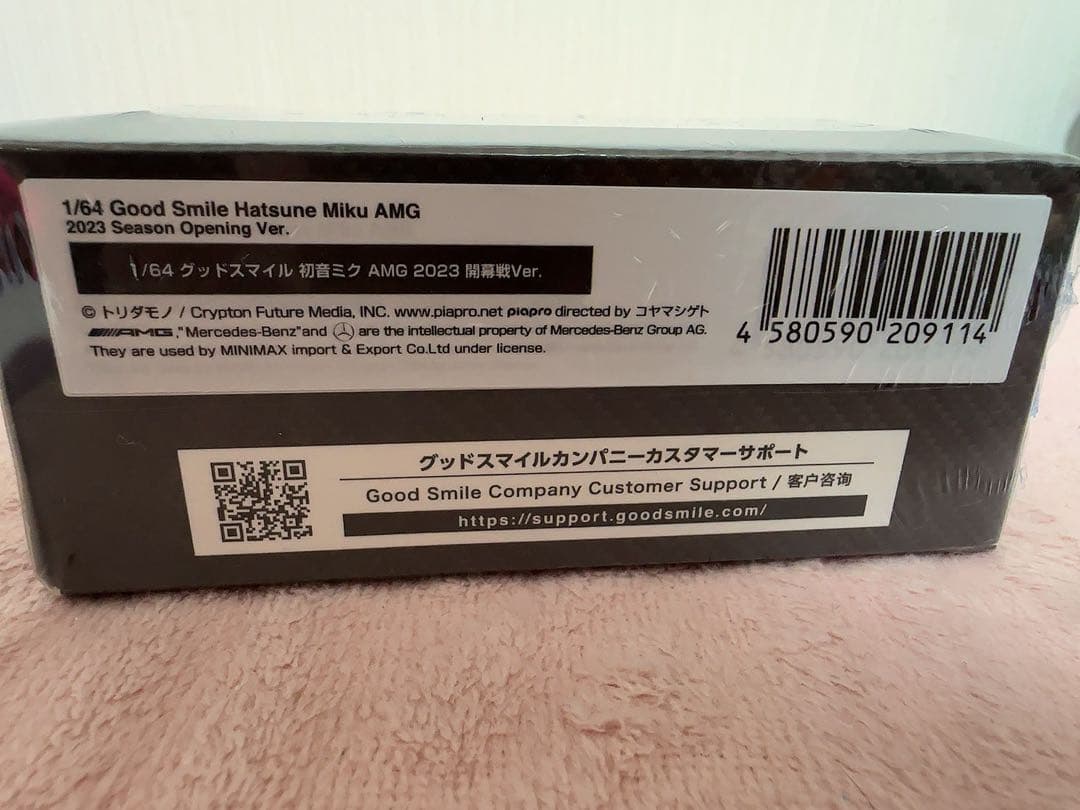 1/64 Good Smile Hatsune Miku AMG
2023 Season Opening Ver.
1/64 グッドスマイル 初音ミク AMG 2023 開幕戦Ver.
© トリダモノ / Crypton Future Media, INC. www.piapro.net piapro directed by コヤマシゲト
AMG,"Mercedes-Benz"and are the intellectual property of Mercedes-Benz Group AG.
They are used by MINIMAX import & Export Co.Ltd under license.
4 580590 209114
グッドスマイルカンパニーカスタマーサポート
Good Smile Company Customer Support / 客户咨询
https://support.goodsmile.com/